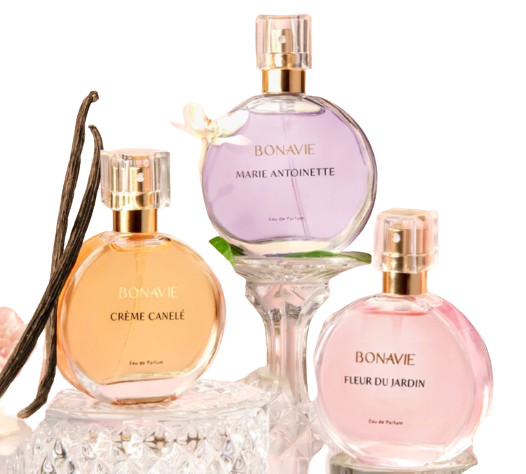 BONAVIE
MARIE ANTOINETTE
Eau de Parfum
BONAVIE
CRÈME CANELÉ
Eau de Parfum
BONAVIE
FLEUR DU JARDIN
Eau de Parfum